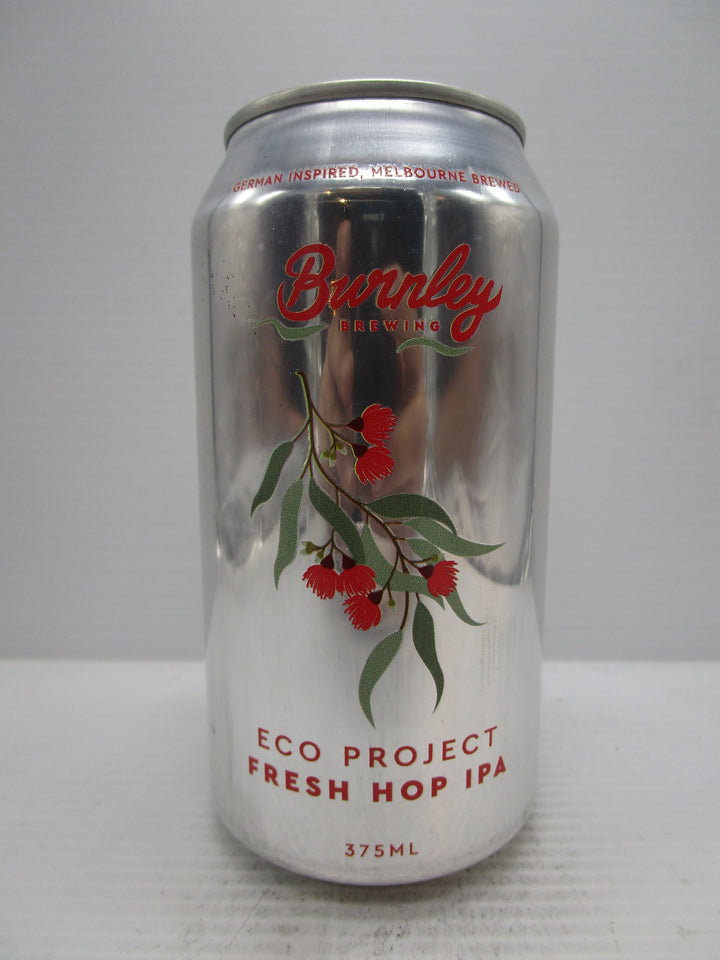 GERMAN INSPIRED, MELBOURNE BREWED
Burnley
BREWING
ECO PROJECT
FRESH HOP IPA
375ML